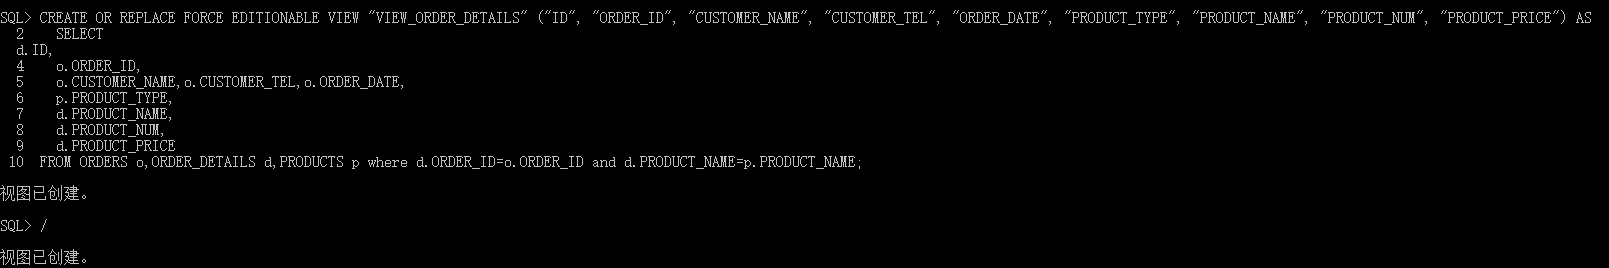 SQL> CREATE OR REPLACE FORCE EDITIONABLE VIEW "VIEW_ORDER_DETAILS" ("ID", "ORDER_ID", "CUSTOMER_NAME", "CUSTOMER_TEL", "ORDER_DATE", "PRODUCT_TYPE", "PRODUCT_NAME", "PRODUCT_NUM", "PRODUCT_PRICE") AS
2 SELECT
d.ID,
4 o.ORDER_ID,
5 o.CUSTOMER_NAME,o.CUSTOMER_TEL,o.ORDER_DATE,
6 p.PRODUCT_TYPE,
7 d.PRODUCT_NAME,
8 d.PRODUCT_NUM,
9 d.PRODUCT_PRICE
10 FROM ORDERS o,ORDER_DETAILS d,PRODUCTS p where d.ORDER_ID=o.ORDER_ID and d.PRODUCT_NAME=p.PRODUCT_NAME;
视图已创建。
SQL> /
视图已创建。